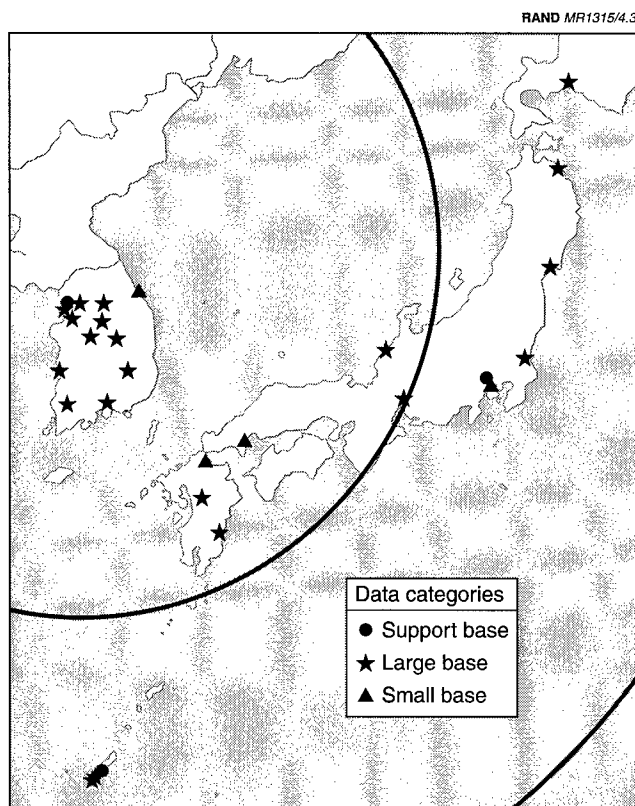 RAND MR1315/4.3
Data categories
Support base
Large base
Small base